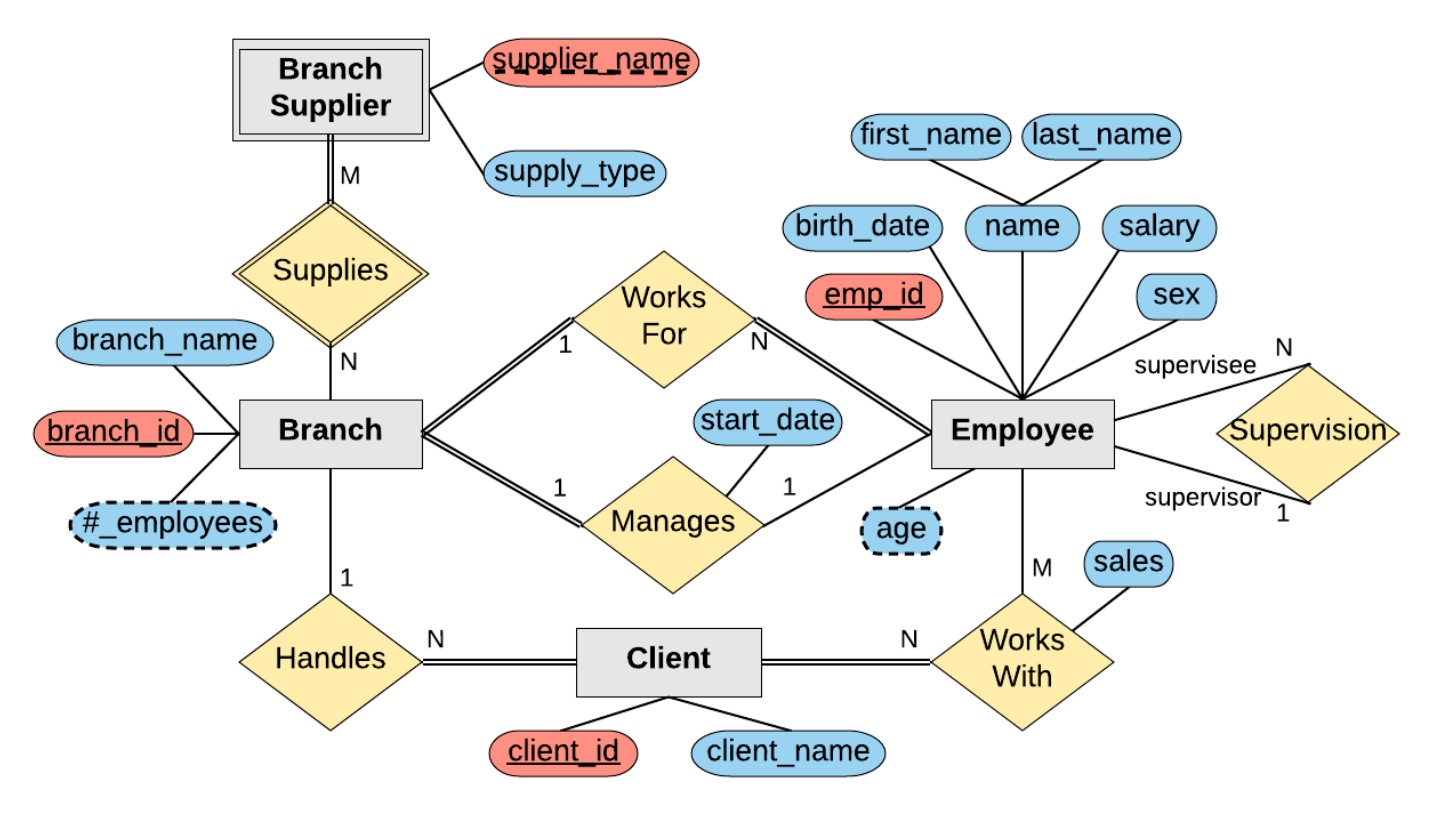 Branch
Supplier
supplier_name
supply_type
M
Supplies
N
first_name
last_name
birth_date
name
salary
emp_id
sex
branch_name
branch_id
#_employees
Branch
Works
For
1
N
start_date
1
Manages
1
Employee
age
supervisee
N
Supervision
supervisor
1
1
Handles
N
Client
N
M
sales
Works
With
client_id
client_name